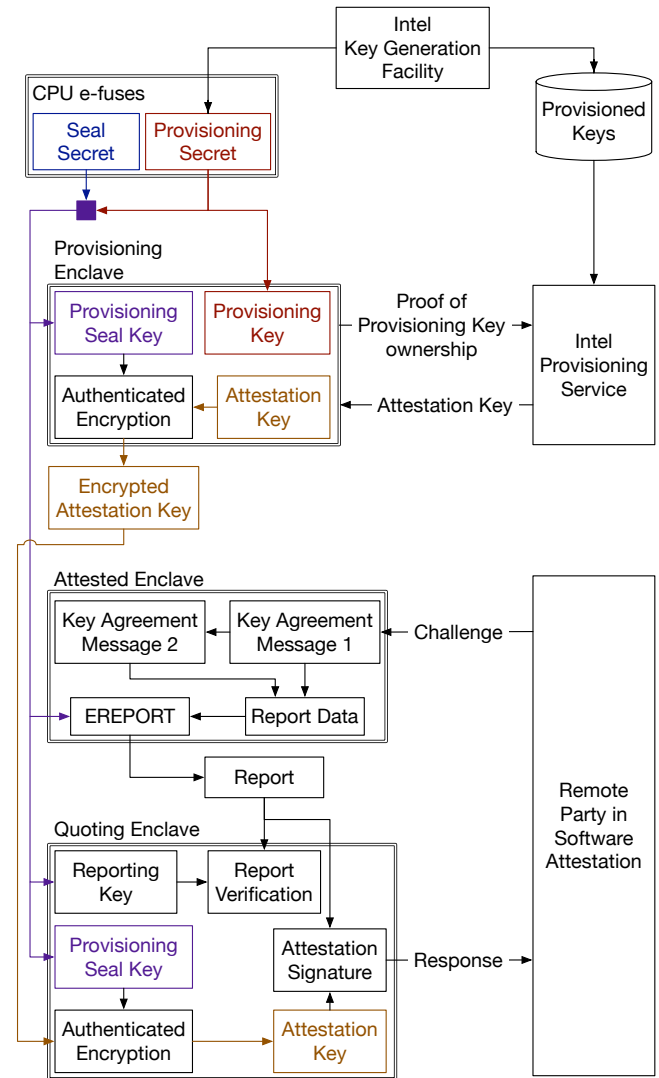 Intel
Key Generation
Facility
CPU e-fuses
Seal
Secret
Provisioning
Secret
Provisioned
Keys
Provisioning
Enclave
Provisioning
Seal Key
Provisioning
Key
Proof of
Provisioning Key
ownership
Intel
Provisioning
Service
Authenticated
Encryption
Attestation
Key
Attestation Key
Encrypted
Attestation Key
Attested Enclave
Key Agreement
Message 2
Key Agreement
Message 1
Challenge
EREPORT
Report Data
Report
Remote
Party in
Software
Attestation
Quoting Enclave
Reporting
Key
Report
Verification
Provisioning
Seal Key
Attestation
Signature
Response
Authenticated
Encryption
Attestation
Key